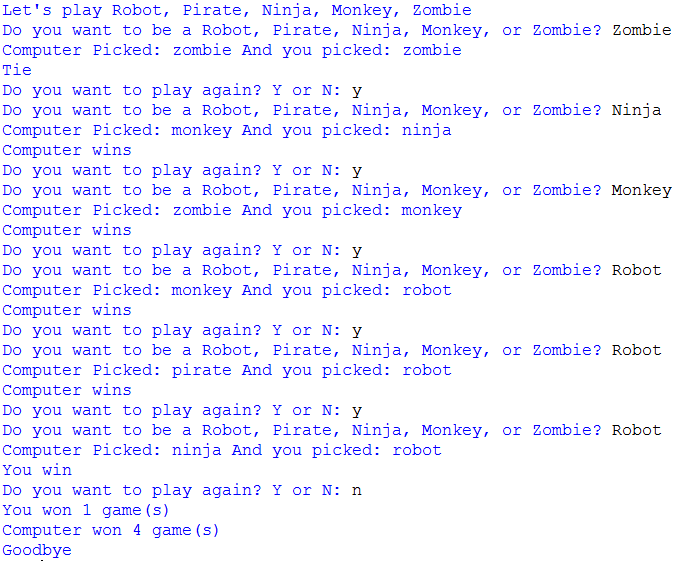 Let's play Robot, Pirate, Ninja, Monkey, Zombie
Do you want to be a Robot, Pirate, Ninja, Monkey, or Zombie? Zombie
Computer Picked: zombie And you picked: zombie
Tie
Do you want to play again? Y or N: y
Do you want to be a Robot, Pirate, Ninja, Monkey, or Zombie? Ninja
Computer Picked: monkey And you picked: ninja
Computer wins
Do you want to play again? Y or N: y
Do you want to be a Robot, Pirate, Ninja, Monkey, or Zombie? Monkey
Computer Picked: zombie And you picked: monkey
Computer wins
Do you want to play again? Y or N: y
Do you want to be a Robot, Pirate, Ninja, Monkey, or Zombie? Robot
Computer Picked: monkey And you picked: robot
Computer wins
Do you want to play again? Y or N: y
Do you want to be a Robot, Pirate, Ninja, Monkey, or Zombie? Robot
Computer Picked: pirate And you picked: robot
Computer wins
Do you want to play again? Y or N: y
Do you want to be a Robot, Pirate, Ninja, Monkey, or Zombie? Robot
Computer Picked: ninja And you picked: robot
You win
Do you want to play again? Y or N: n
You won 1 game(s)
Computer won 4 game(s)
Goodbye